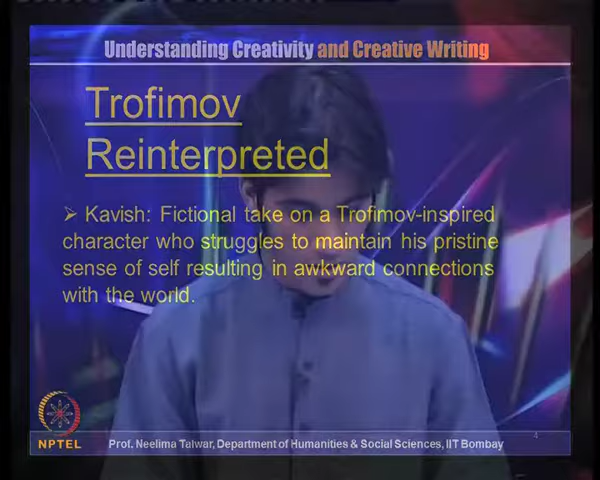 Understanding Creativity and Creative Writing
Trofimov
Reinterpreted
➢ Kavish: Fictional take on a Trofimov-inspired
character who struggles to maintain his pristine
sense of self resulting in awkward connections
with the world.
NPTEL
Prof. Neelima Talwar, Department of Humanities & Social Sciences, IIT Bombay
4